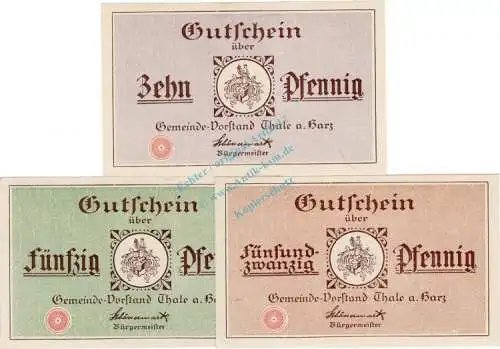 Gutschein
über
Zehn Pfennig
Gemeinde-Vorstand Thale a. Harz
Schönemark
Bürgermeister
Gutschein
über
Fünfzig Pfennig
Gemeinde-Vorstand Thale a. Harz
Bürgermeister
Gutschein
über
Fünfund-
zwanzig Pfennig
Gemeinde-Vorstand Thale a. Harz
Bürgermeister